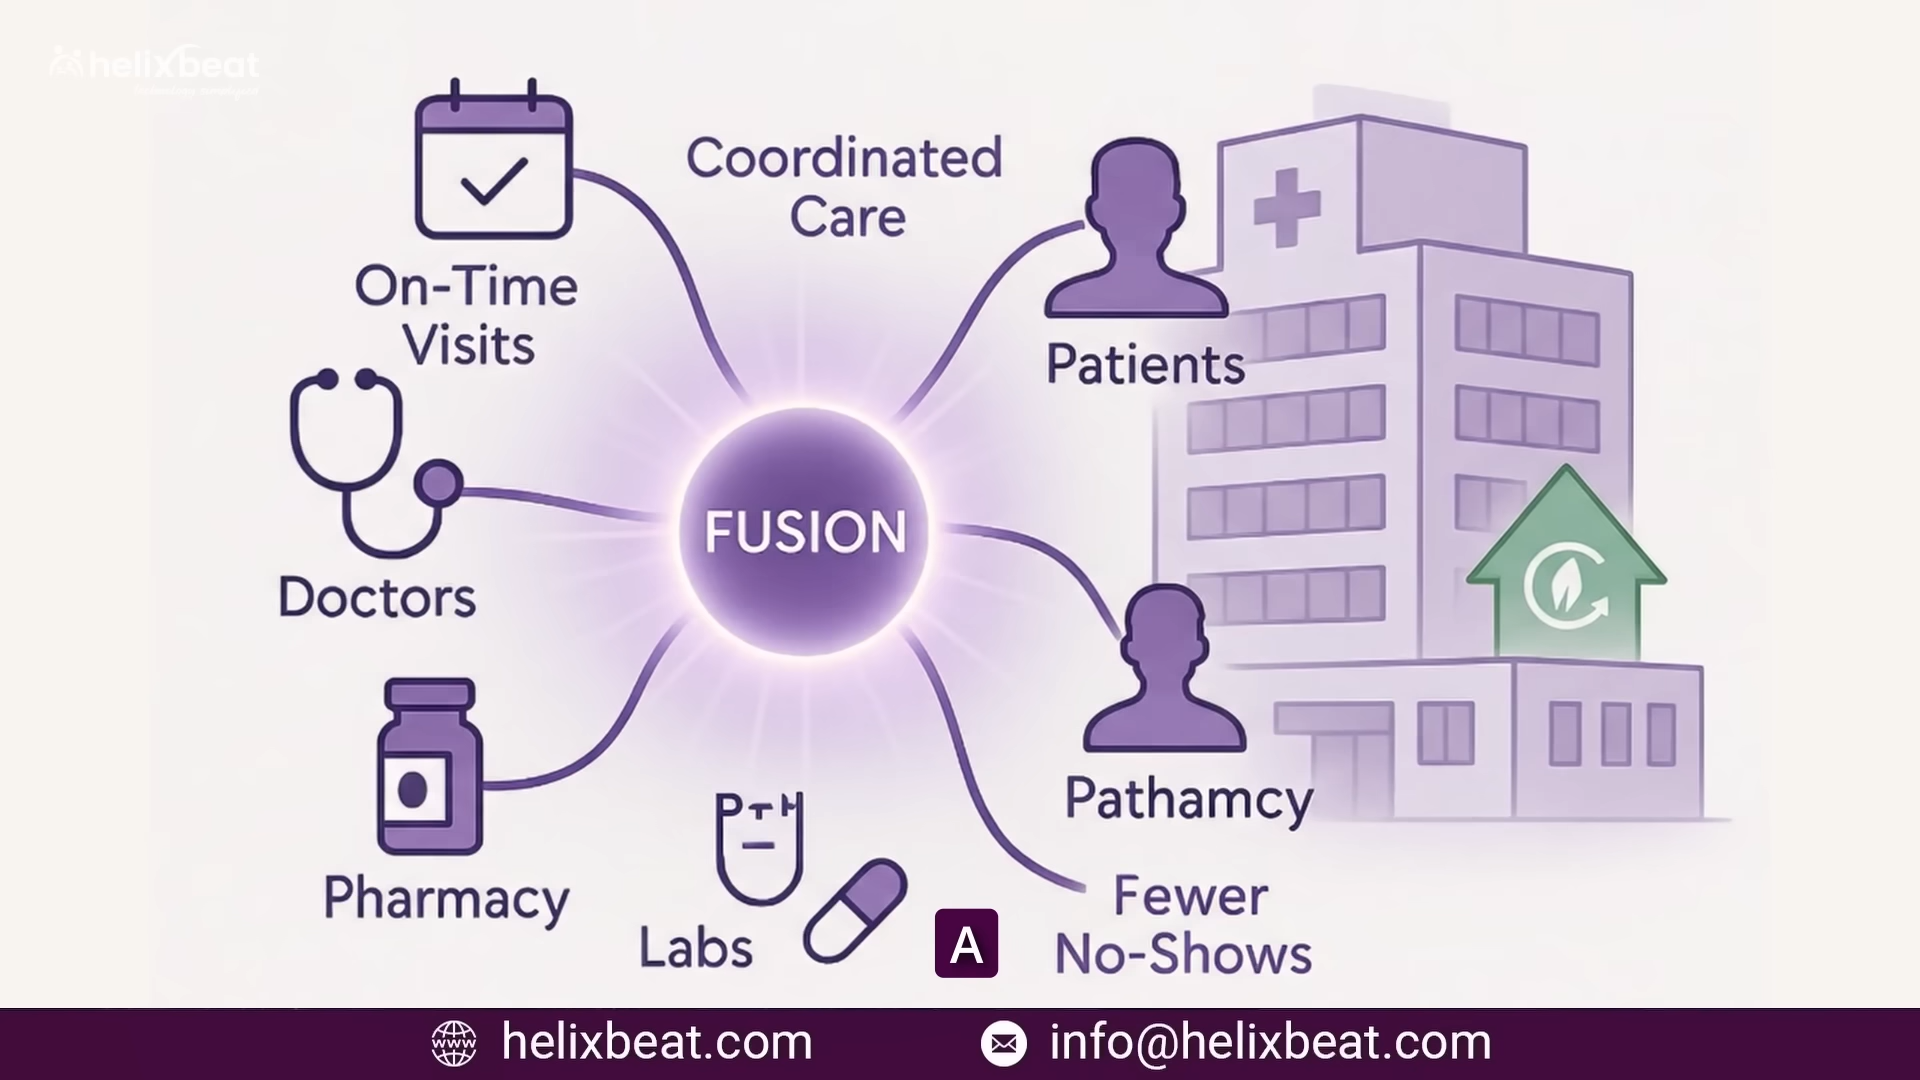 helixbeat
Coordinated
Care
On-Time
Visits
Patients
Doctors
FUSION
Pharmacy
Labs
Pathamcy
Fewer
No-Shows
A
www
helixbeat.com
info@helixbeat.com